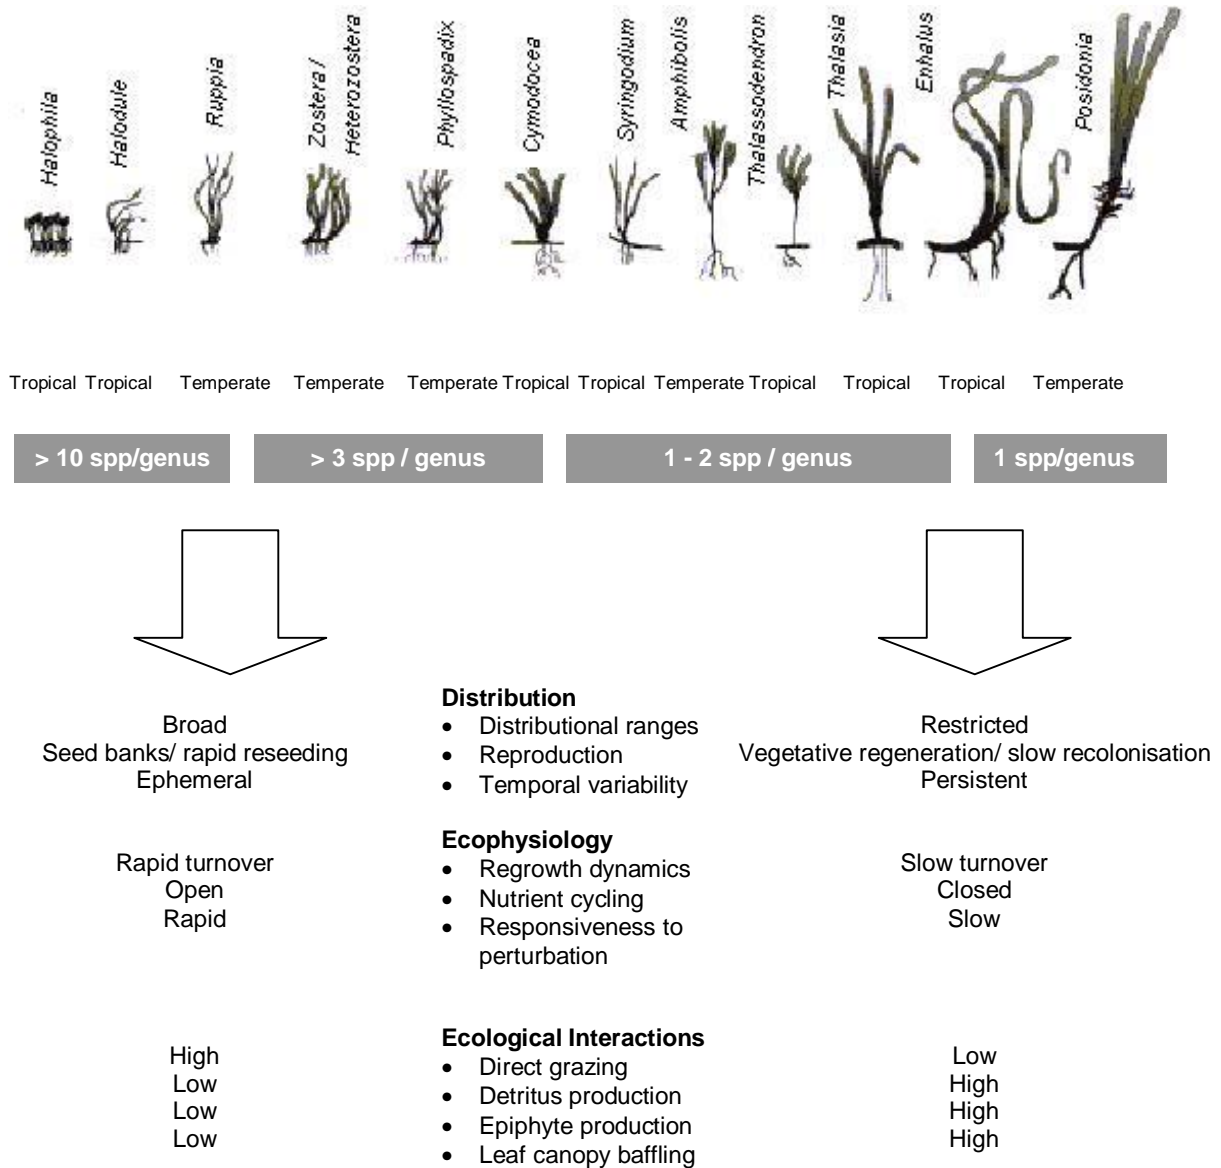 Halophila
Halodule
Ruppia
Zostera/
Heterozostera
Phyllospadix
Cymodocea
Syringodium
Amphibolis
Thalassodendron
Thalasia
Enhalus
Posidonia
Tropical Tropical Temperate Temperate Temperate Tropical Tropical Temperate Tropical Tropical Tropical Temperate
> 10 spp/genus > 3 spp / genus 1 - 2 spp / genus 1 spp/genus
Broad
Seed banks/ rapid reseeding
Ephemeral
Distribution
• Distributional ranges
• Reproduction
• Temporal variability
Restricted
Vegetative regeneration/ slow recolonisation
Persistent
Rapid turnover
Open
Rapid
Ecophysiology
• Regrowth dynamics
• Nutrient cycling
• Responsiveness to
perturbation
Slow turnover
Closed
Slow
High
Low
Low
Low
Ecological Interactions
• Direct grazing
• Detritus production
• Epiphyte production
• Leaf canopy baffling
Low
High
High
High